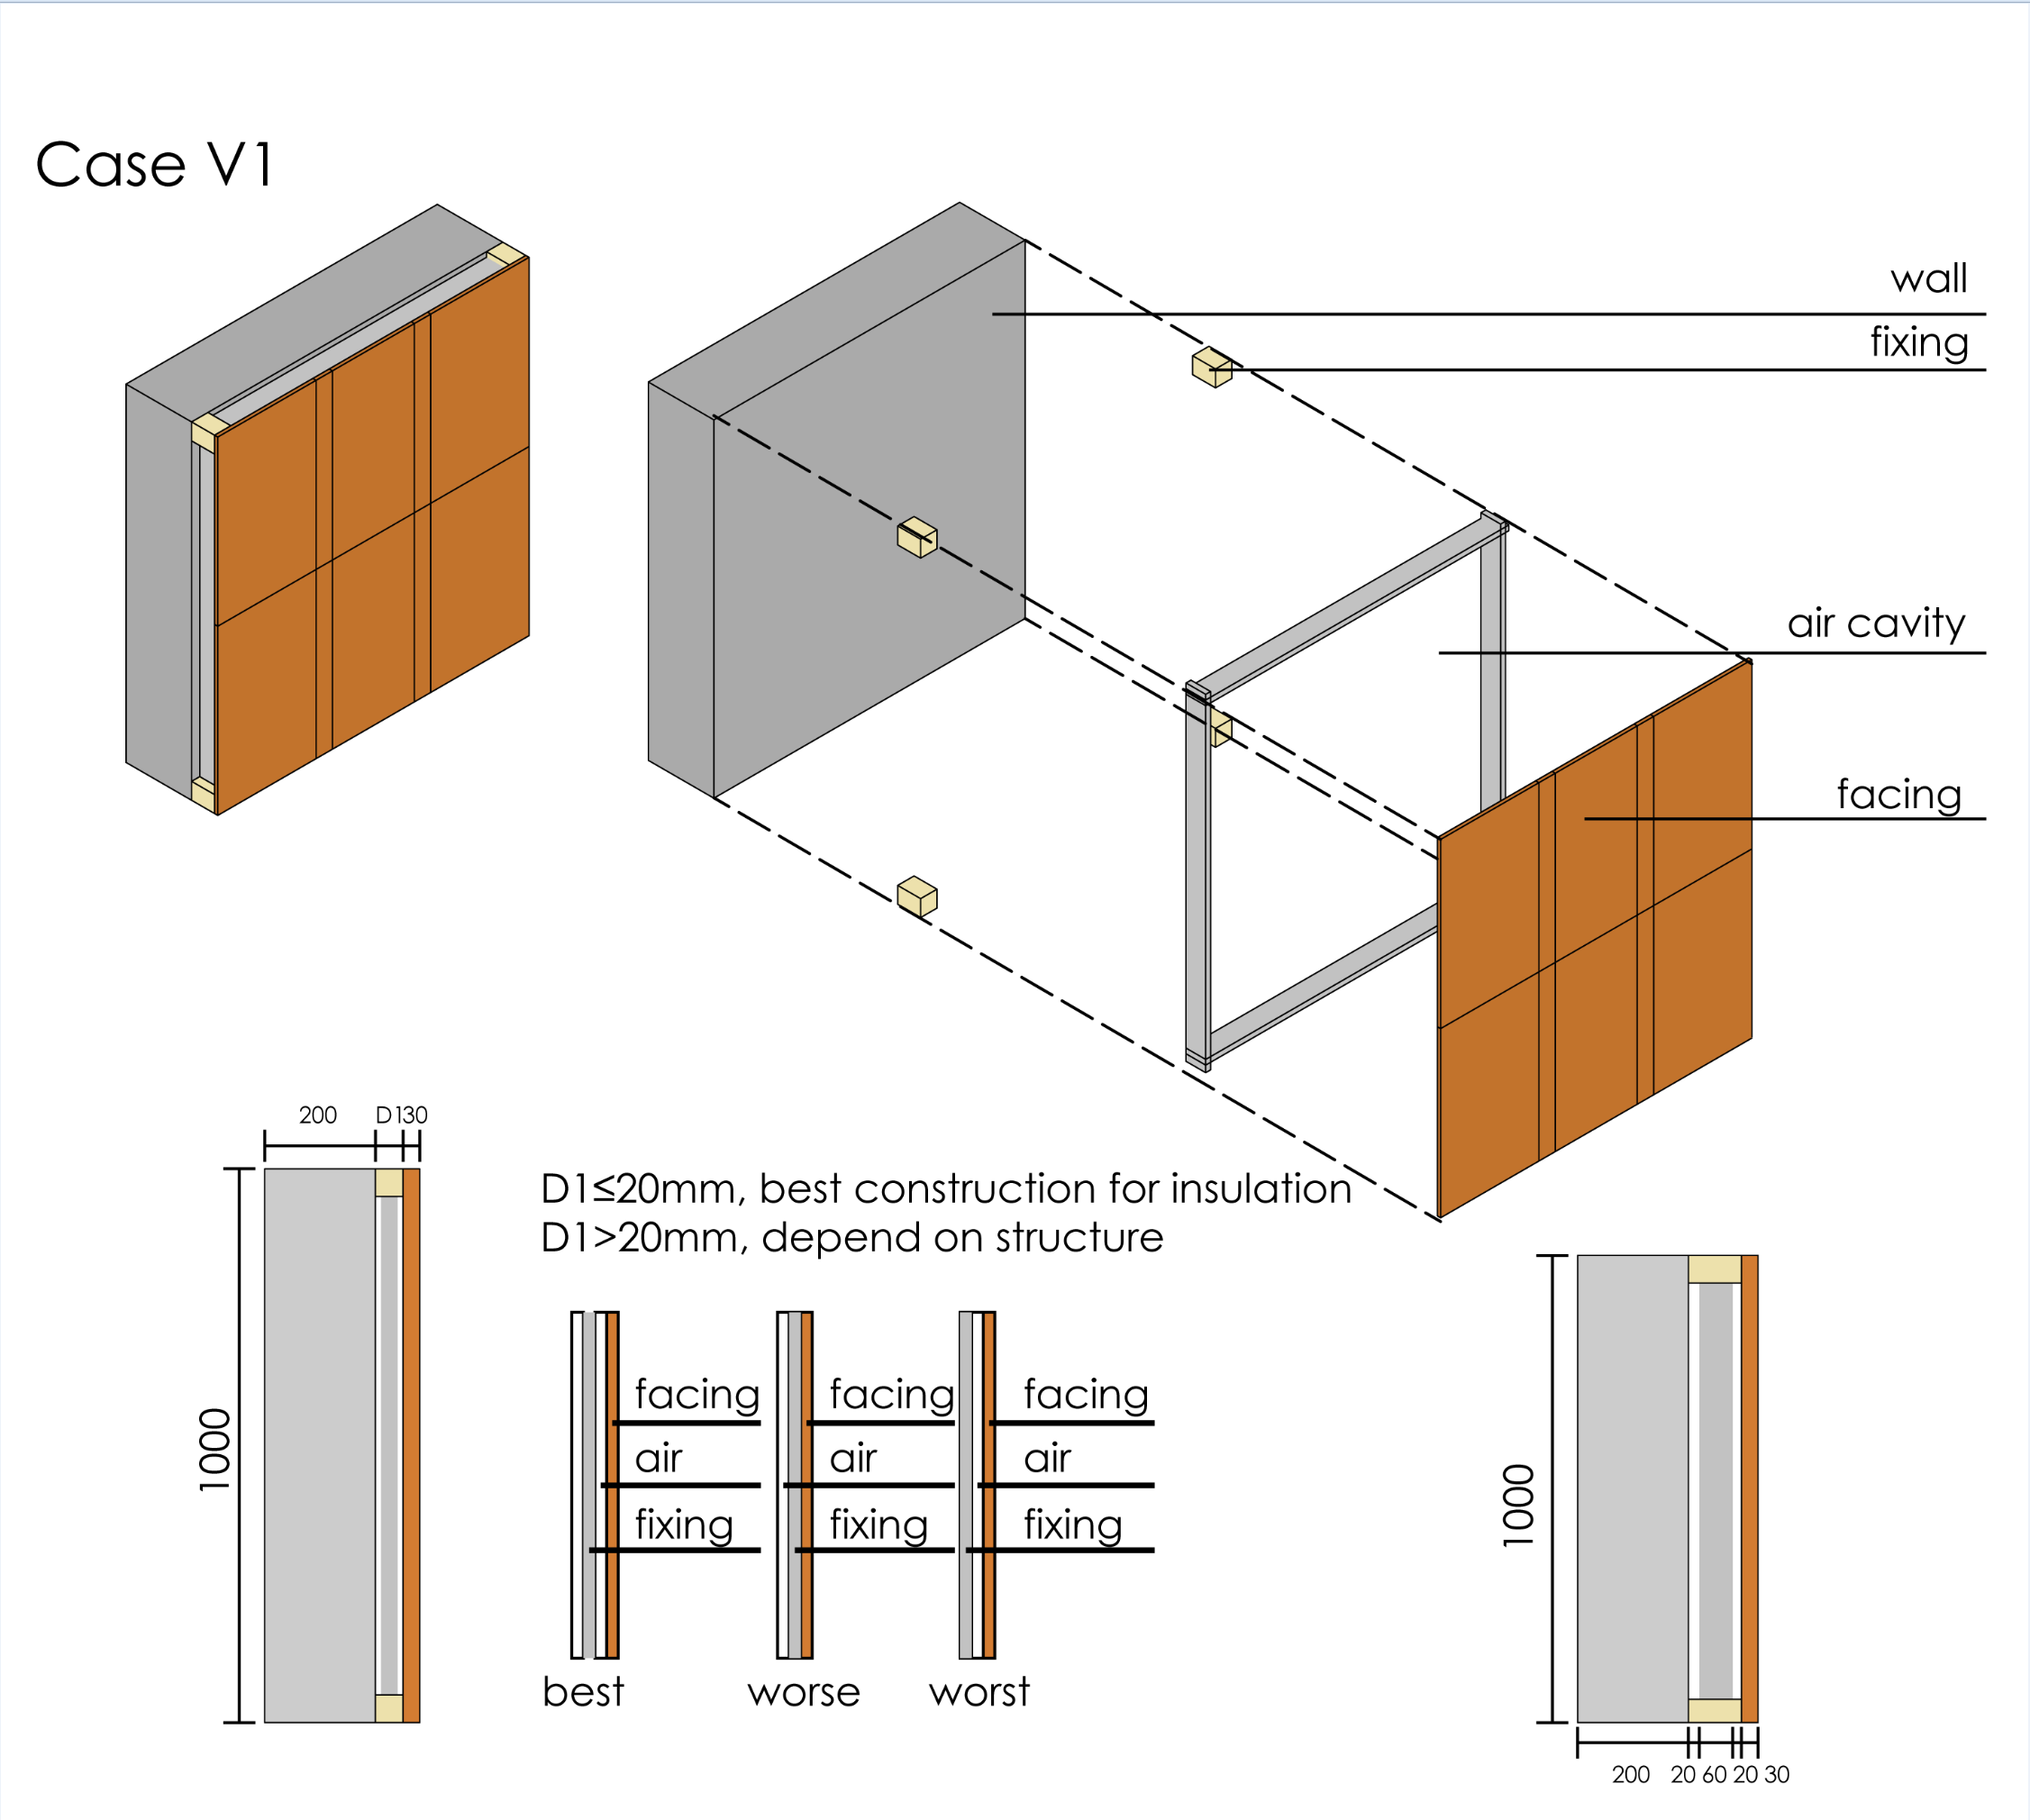 Case V1
wall
fixing
air cavity
facing
200 D1 30
1000
D1≤20mm, best construction for insulation
D1>20mm, depend on structure
facing facing facing
air air air
fixing fixing fixing
best worse worst
1000
200 20 60 20 30